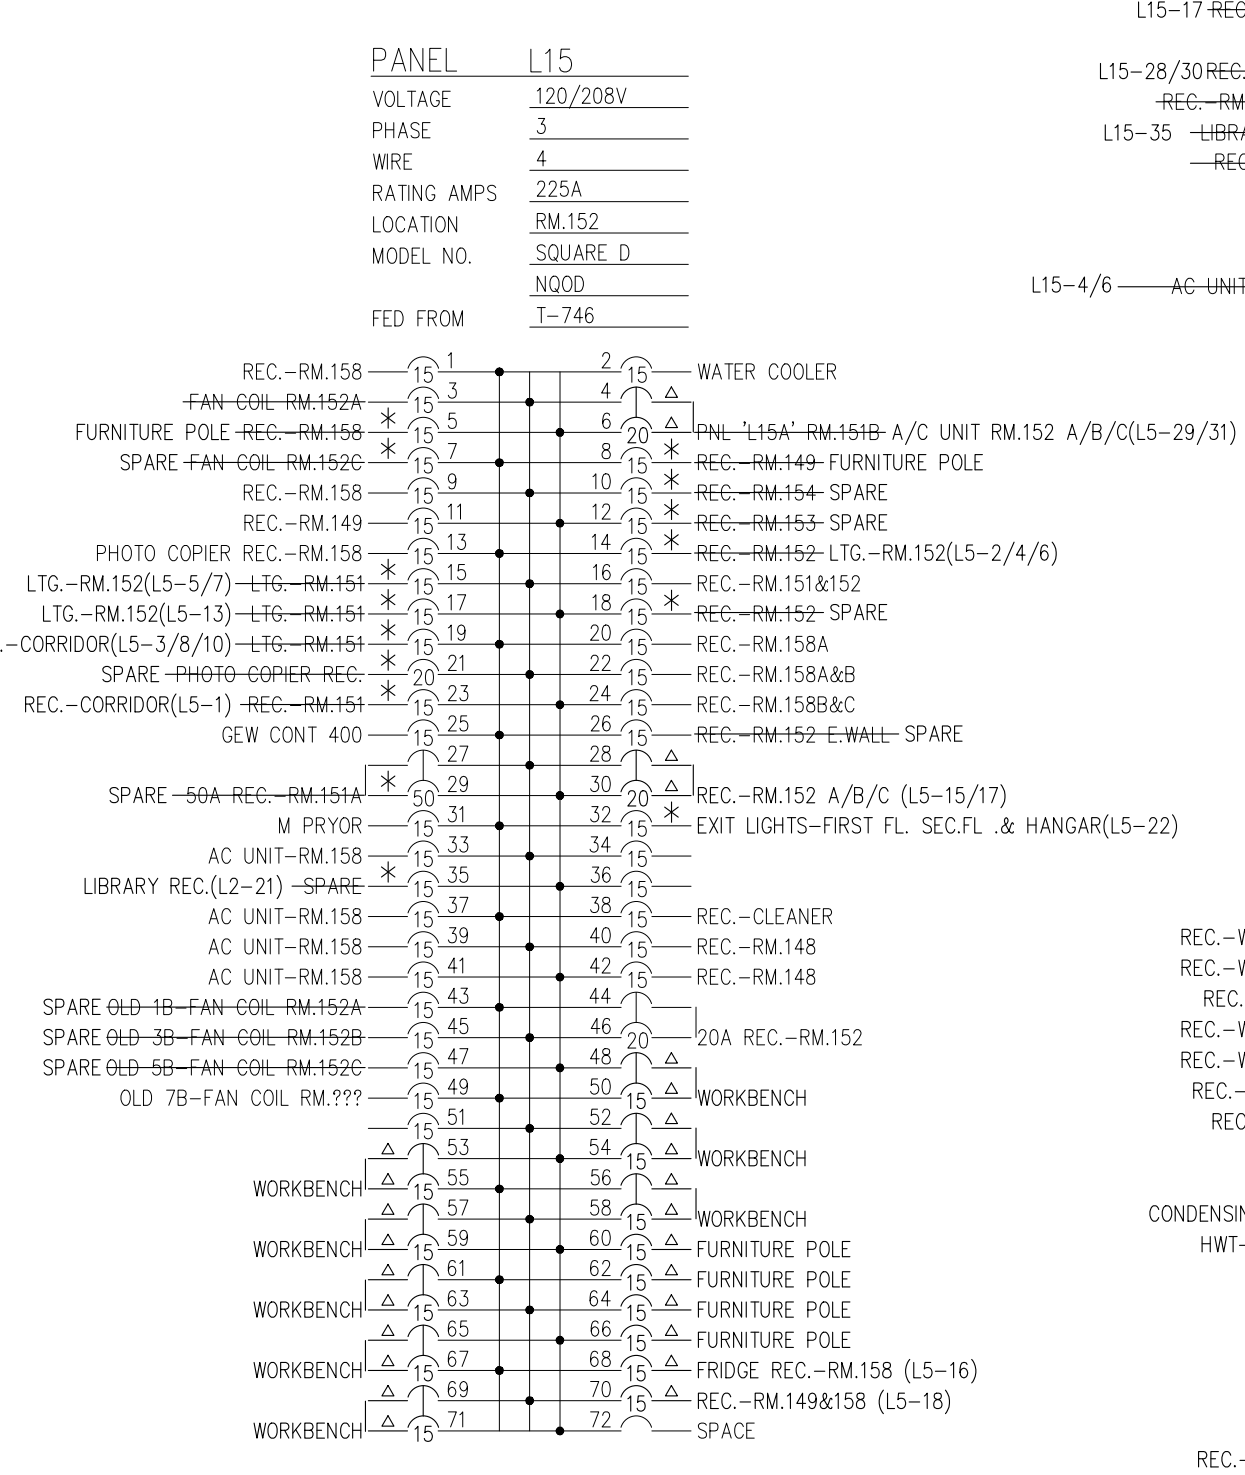 L15-17 REC
PANEL L15
VOLTAGE 120/208V
L15-28/30 REC.
REC.-RM
PHASE 3
L15-35 LIBRA
WIRE 4
REC
RATING AMPS 225A
LOCATION RM.152
MODEL NO. SQUARE D
NQOD
L15-4/6 AC UNIT
FED FROM T-746
REC.-RM.158 15 1 2 15 WATER COOLER
FAN COIL RM.152A 15 3 4 △
FURNITURE POLE REC.-RM.158 * 15 5 6 20 △ PNL 'L15A' RM.151B A/C UNIT RM.152 A/B/C(L5-29/31)
SPARE FAN COIL RM.152C * 15 7 8 15 * REC.-RM.149 FURNITURE POLE
REC.-RM.158 15 9 10 15 * REC.-RM.154 SPARE
REC.-RM.149 15 11 12 15 * REC.-RM.153 SPARE
PHOTO COPIER REC.-RM.158 15 13 14 15 * REC.-RM.152 LTG.-RM.152(L5-2/4/6)
LTG.-RM.152(L5-5/7) LTG.-RM.151 * 15 15 16 15 REC.-RM.151&152
LTG.-RM.152(L5-13) LTG.-RM.151 * 15 17 18 15 * REC.-RM.152 SPARE
.-CORRIDOR(L5-3/8/10) LTG.-RM.151 * 15 19 20 15 REC.-RM.158A
SPARE PHOTO COPIER REC. * 20 21 22 15 REC.-RM.158A&B
REC.-CORRIDOR(L5-1) REC.-RM.151 * 15 23 24 15 REC.-RM.158B&C
GEW CONT 400 15 25 26 15 REC.-RM.152 E.WALL SPARE
27 28 △
SPARE 50A REC.-RM.151A * 50 29 30 20 △ REC.-RM.152 A/B/C (L5-15/17)
M PRYOR 15 31 32 15 * EXIT LIGHTS-FIRST FL. SEC.FL .& HANGAR(L5-22)
AC UNIT-RM.158 15 33 34 15
LIBRARY REC.(L2-21) SPARE * 15 35 36 15
AC UNIT-RM.158 15 37 38 15 REC.-CLEANER
REC.-W
AC UNIT-RM.158 15 39 40 15 REC.-RM.148
REC.-W
AC UNIT-RM.158 15 41 42 15 REC.-RM.148
REC.
SPARE OLD 1B-FAN COIL RM.152A 15 43 44
REC.-W
SPARE OLD 3B-FAN COIL RM.152B 15 45 46 20 20A REC.-RM.152
REC.-W
SPARE OLD 5B-FAN COIL RM.152C 15 47 48 △
REC.-
OLD 7B-FAN COIL RM.??? 15 49 50 15 △ WORKBENCH
REC
15 51 52 △
△ 53 54 15 △ WORKBENCH
WORKBENCH △ 15 55 56 △
CONDENSIN
△ 57 58 15 △ WORKBENCH
HWT-
WORKBENCH △ 15 59 60 15 △ FURNITURE POLE
△ 61 62 15 △ FURNITURE POLE
WORKBENCH △ 15 63 64 15 △ FURNITURE POLE
△ 65 66 15 △ FURNITURE POLE
WORKBENCH △ 15 67 68 15 △ FRIDGE REC.-RM.158 (L5-16)
△ 69 70 15 △ REC.-RM.149&158 (L5-18)
WORKBENCH △ 15 71 72 SPACE
REC.-